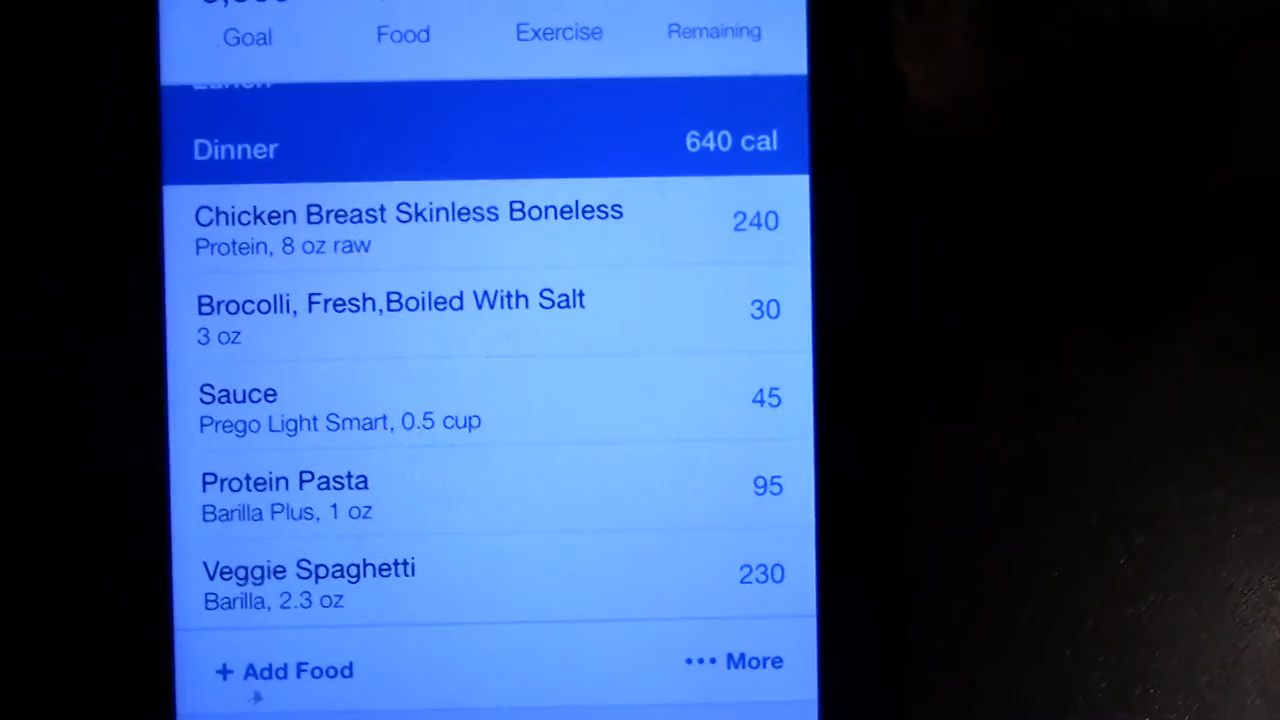 Goal Food Exercise Remaining
Lunch
Dinner 640 cal
Chicken Breast Skinless Boneless 240
Protein, 8 oz raw
Brocolli, Fresh,Boiled With Salt 30
3 oz
Sauce 45
Prego Light Smart, 0.5 cup
Protein Pasta 95
Barilla Plus, 1 oz
Veggie Spaghetti 230
Barilla, 2.3 oz
+ Add Food ••• More